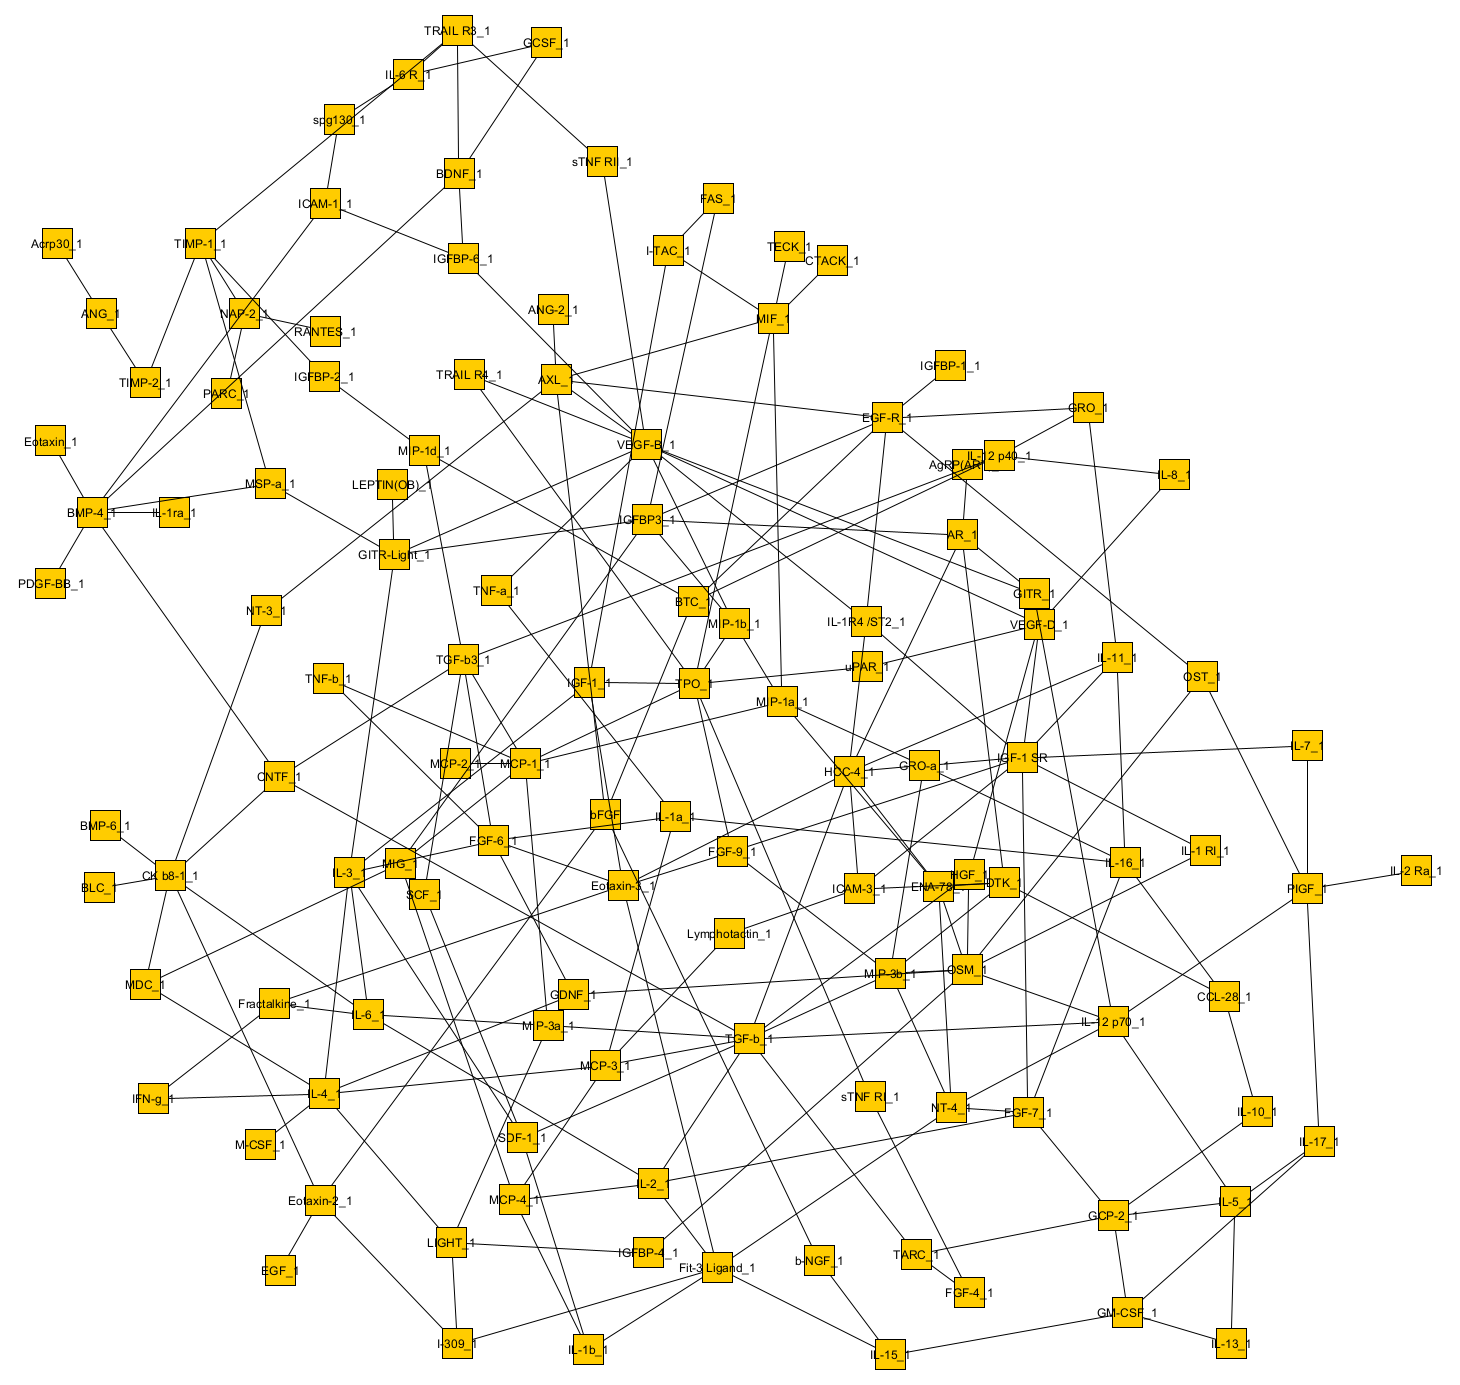 TRAIL R3_1
GCSF_1
IL-6 R_1
spg130_1
sTNF RII_1
BDNF_1
FAS_1
ICAM-1_1
Acrp30_1
TIMP-1_1
I-TAC_1
TECK_1
IGFBP-6_1
CTACK_1
ANG-2_1
ANG_1
NAP-2_1
MIF_1
RANTES_1
IGFBP-1_1
TRAIL R4_1
IGFBP-2_1
AXL_1
TIMP-2_1
PARC_1
GRO_1
EGF-R_1
Eotaxin_1
VEGF-B_1
MIP-1d_1
IL-12 p40_1
IL-8_1
MSP-a_1
LEPTIN(OB)_1
BMP-4_1
IL-1ra_1
IGFBP3_1
AR_1
GITR-Light_1
PDGF-BB_1
TNF-a_1
GITR_1
BTC_1
NT-3_1
IL-1R4 /ST2_1
MIP-1b_1
VEGF-D_1
TGF-b3_1
IL-11_1
uPAR_1
OST_1
TNF-b_1
IGF-1_1
TPO_1
MIP-1a_1
IL-7_1
IGF-1 SR
MCP-2_1
MCP-1_1
GRO-a_1
HCC-4_1
CNTF_1
bFGF
IL-1a_1
BMP-6_1
FGF-6_1
FGF-9_1
IL-1 RI_1
MIG_1
IL-16_1
IL-2 Ra_1
IL-3_1
CK b8-1_1
HGF_1
DTK_1
Eotaxin-3_1
ICAM-3_1
PIGF_1
BLC_1
SCF_1
Lymphotactin_1
OSM_1
MIP-3b_1
MDC_1
GDNF_1
CCL-28_1
Fractalkine_1
IL-6_1
IL-12 p70_1
MIP-3a_1
TGF-b_1
MCP-3_1
IL-4_1
sTNF RI_1
IFN-g_1
NT-4_1
FGF-7_1
IL-10_1
SDF-1_1
IL-17_1
M-CSF_1
IL-2_1
MCP-4_1
Eotaxin-2_1
IL-5_1
GCP-2_1
LIGHT_1
IGFBP-4_1
TARC_1
b-NGF_1
Fit-3 Ligand_1
EGF_1
FGF-4_1
GM-CSF_1
I-309_1
IL-13_1
IL-1b_1
IL-15_1